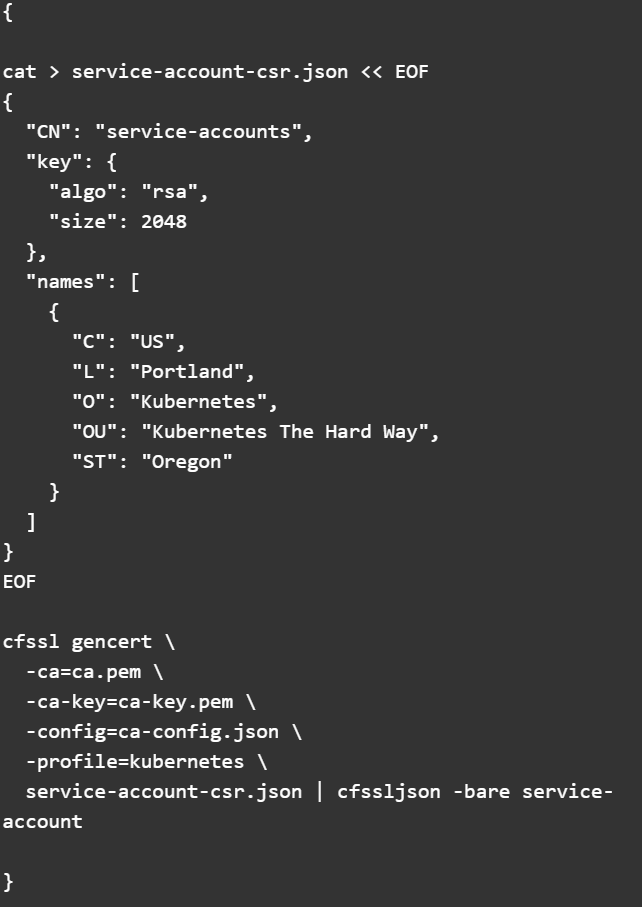 {
cat > service-account-csr.json << EOF
{
  "CN": "service-accounts",
  "key": {
    "algo": "rsa",
    "size": 2048
  },
  "names": [
    {
      "C": "US",
      "L": "Portland",
      "O": "Kubernetes",
      "OU": "Kubernetes The Hard Way",
      "ST": "Oregon"
    }
  ]
}
EOF
cfssl gencert \
  -ca=ca.pem \
  -ca-key=ca-key.pem \
  -config=ca-config.json \
  -profile=kubernetes \
  service-account-csr.json | cfssljson -bare service-
account
}